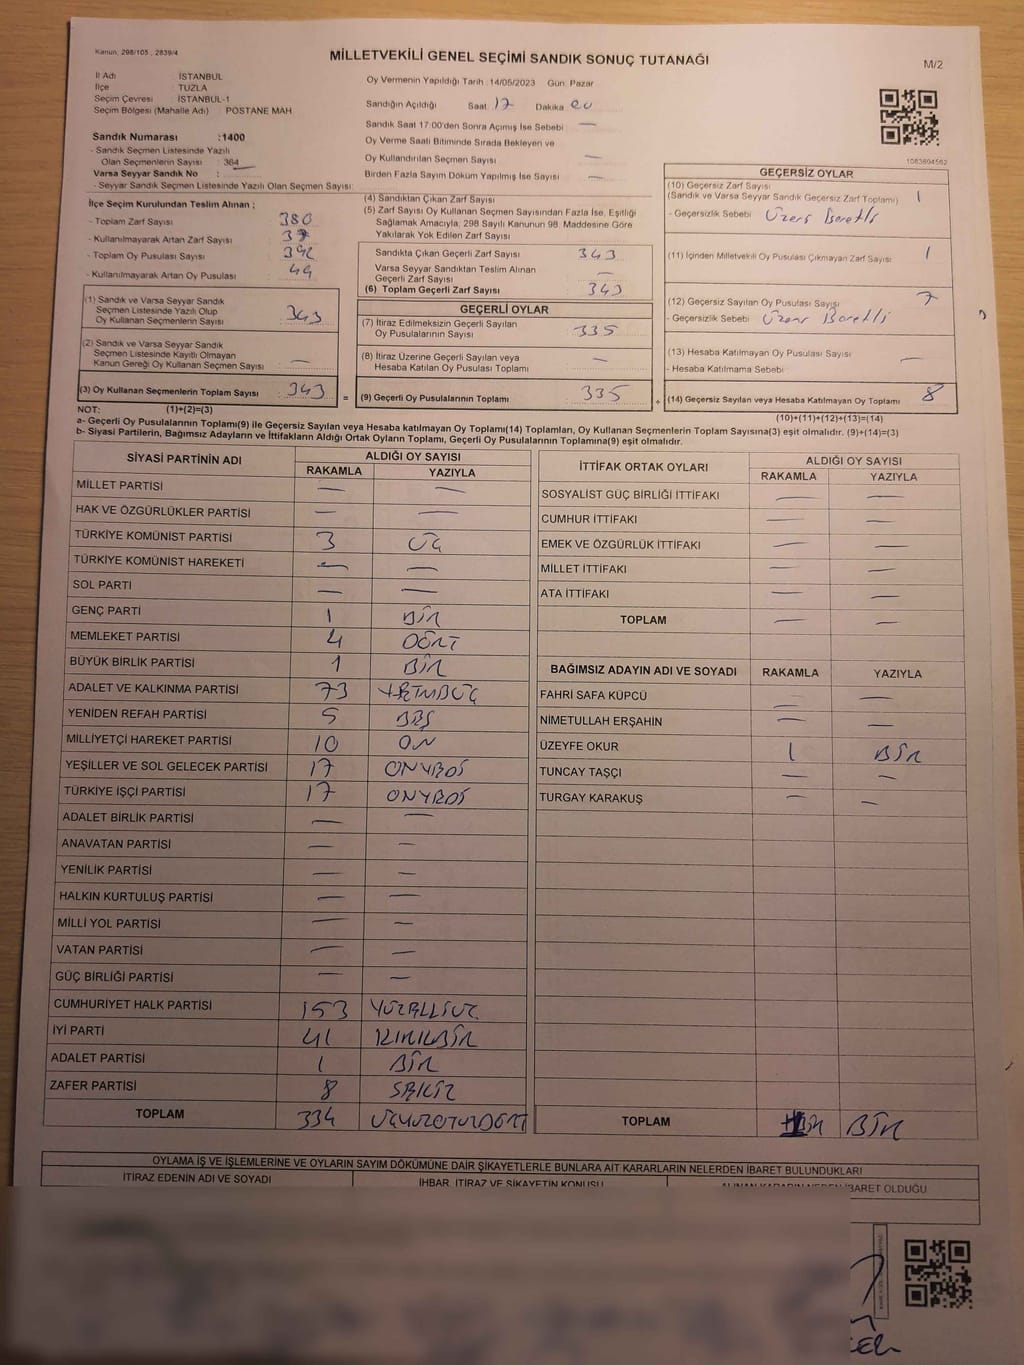 Kanun, 298/105 , 2839/4
MİLLETVEKİLİ GENEL SEÇİMİ SANDIK SONUÇ TUTANAĞI
M/2
İl Adı : İSTANBUL
İlçe : TUZLA
Seçim Çevresi : İSTANBUL-1
Seçim Bölgesi (Mahalle Adı) : POSTANE MAH
Sandık Numarası :1400
- Sandık Seçmen Listesinde Yazılı
Olan Seçmenlerin Sayısı : 364
Varsa Seyyar Sandık No :
- Seyyar Sandık Seçmen Listesinde Yazılı Olan Seçmen Sayısı:
İlçe Seçim Kurulundan Teslim Alınan ;
- Toplam Zarf Sayısı 380
- Kullanılmayarak Artan Zarf Sayısı 37
- Toplam Oy Pusulası Sayısı 392
- Kullanılmayarak Artan Oy Pusulası 49
(1) Sandık ve Varsa Seyyar Sandık
Seçmen Listesinde Yazılı Olup
Oy Kullanan Seçmenlerin Sayısı 343
(2) Sandık ve Varsa Seyyar Sandık
Seçmen Listesinde Kayıtlı Olmayan
Kanun Gereği Oy Kullanan Seçmen Sayısı —
(3) Oy Kullanan Seçmenlerin Toplam Sayısı 343 =
Oy Vermenin Yapıldığı Tarih :14/05/2023 Gün: Pazar
Sandığın Açıldığı Saat 17 Dakika 20
Sandık Saat 17:00'den Sonra Açımış İse Sebebi : —
Oy Verme Saati Bitiminde Sırada Bekleyen ve
Oy Kullandırılan Seçmen Sayısı —
Birden Fazla Sayım Döküm Yapılmış İse Sayısı —
(4) Sandıktan Çıkan Zarf Sayısı
(5) Zarf Sayısı Oy Kullanan Seçmen Sayısından Fazla İse, Eşitliği
Sağlamak Amacıyla; 298 Sayılı Kanunun 98. Maddesine Göre
Yakılarak Yok Edilen Zarf Sayısı
Sandıkta Çıkan Geçerli Zarf Sayısı 343
Varsa Seyyar Sandıktan Teslim Alınan
Geçerli Zarf Sayısı —
(6) Toplam Geçerli Zarf Sayısı 343
GEÇERLİ OYLAR
(7) İtiraz Edilmeksizin Geçerli Sayılan
Oy Pusulalarının Sayısı 335
(8) İtiraz Üzerine Geçerli Sayılan veya
Hesaba Katılan Oy Pusulası Toplamı —
(9) Geçerli Oy Pusulalarının Toplamı 335 +
1083694562
GEÇERSİZ OYLAR
(10) Geçersiz Zarf Sayısı
(Sandık ve Varsa Seyyar Sandık Geçersiz Zarf Toplamı) 1
- Geçersizlik Sebebi
(11) İçinden Milletvekili Oy Pusulası Çıkmayan Zarf Sayısı 1
(12) Geçersiz Sayılan Oy Pusulası Sayısı 7
- Geçersizlik Sebebi
(13) Hesaba Katılmayan Oy Pusulası Sayısı —
- Hesaba Katılmama Sebebi
(14) Geçersiz Sayılan veya Hesaba Katılmayan Oy Toplamı 8
NOT: (1)+(2)=(3) (10)+(11)+(12)+(13)=(14)
a- Geçerli Oy Pusulalarının Toplamı(9) ile Geçersiz Sayılan veya Hesaba katılmayan Oy Toplamı(14) Toplamları, Oy Kullanan Seçmenlerin Toplam Sayısına(3) eşit olmalıdır. (9)+(14)=(3)
b- Siyasi Partilerin, Bağımsız Adayların ve İttifakların Aldığı Ortak Oyların Toplamı, Geçerli Oy Pusulalarının Toplamına(9) eşit olmalıdır.
SİYASİ PARTİNİN ADI ALDIĞI OY SAYISI
RAKAMLA YAZIYLA
MİLLET PARTİSİ — —
HAK VE ÖZGÜRLÜKLER PARTİSİ — —
TÜRKİYE KOMÜNİST PARTİSİ 3 ÜÇ
TÜRKİYE KOMÜNİST HAREKETİ — —
SOL PARTİ — —
GENÇ PARTİ 1 BİR
MEMLEKET PARTİSİ 4 DÖRT
BÜYÜK BİRLİK PARTİSİ 1 BİR
ADALET VE KALKINMA PARTİSİ 73
YENİDEN REFAH PARTİSİ 5 BEŞ
MİLLİYETÇİ HAREKET PARTİSİ 10 ON
YEŞİLLER VE SOL GELECEK PARTİSİ 17 ONYEDİ
TÜRKİYE İŞÇİ PARTİSİ 17 ONYEDİ
ADALET BİRLİK PARTİSİ — —
ANAVATAN PARTİSİ — —
YENİLİK PARTİSİ — —
HALKIN KURTULUŞ PARTİSİ — —
MİLLİ YOL PARTİSİ — —
VATAN PARTİSİ — —
GÜÇ BİRLİĞİ PARTİSİ — —
CUMHURİYET HALK PARTİSİ 153 YÜZELLİÜÇ
İYİ PARTİ 41 KIRKBİR
ADALET PARTİSİ 1 BİR
ZAFER PARTİSİ 8 SEKİZ
TOPLAM 334 ÜÇYÜZOTUZDÖRT
İTTİFAK ORTAK OYLARI ALDIĞI OY SAYISI
RAKAMLA YAZIYLA
SOSYALİST GÜÇ BİRLİĞİ İTTİFAKI — —
CUMHUR İTTİFAKI — —
EMEK VE ÖZGÜRLÜK İTTİFAKI — —
MİLLET İTTİFAKI — —
ATA İTTİFAKI — —
TOPLAM — —
BAĞIMSIZ ADAYIN ADI VE SOYADI RAKAMLA YAZIYLA
FAHRİ SAFA KÜPCÜ — —
NİMETULLAH ERŞAHİN — —
ÜZEYFE OKUR 1 BİR
TUNCAY TAŞÇI — —
TURGAY KARAKUŞ — —
TOPLAM BİR
OYLAMA İŞ VE İŞLEMLERİNE VE OYLARIN SAYIM DÖKÜMÜNE DAİR ŞİKAYETLERLE BUNLARA AİT KARARLARIN NELERDEN İBARET BULUNDUKLARI
İTİRAZ EDENİN ADI VE SOYADI İHBAR, İTİRAZ VE ŞİKAYETİN KONUSU ALINAN KARARIN NEDEN İBARET OLDUĞU